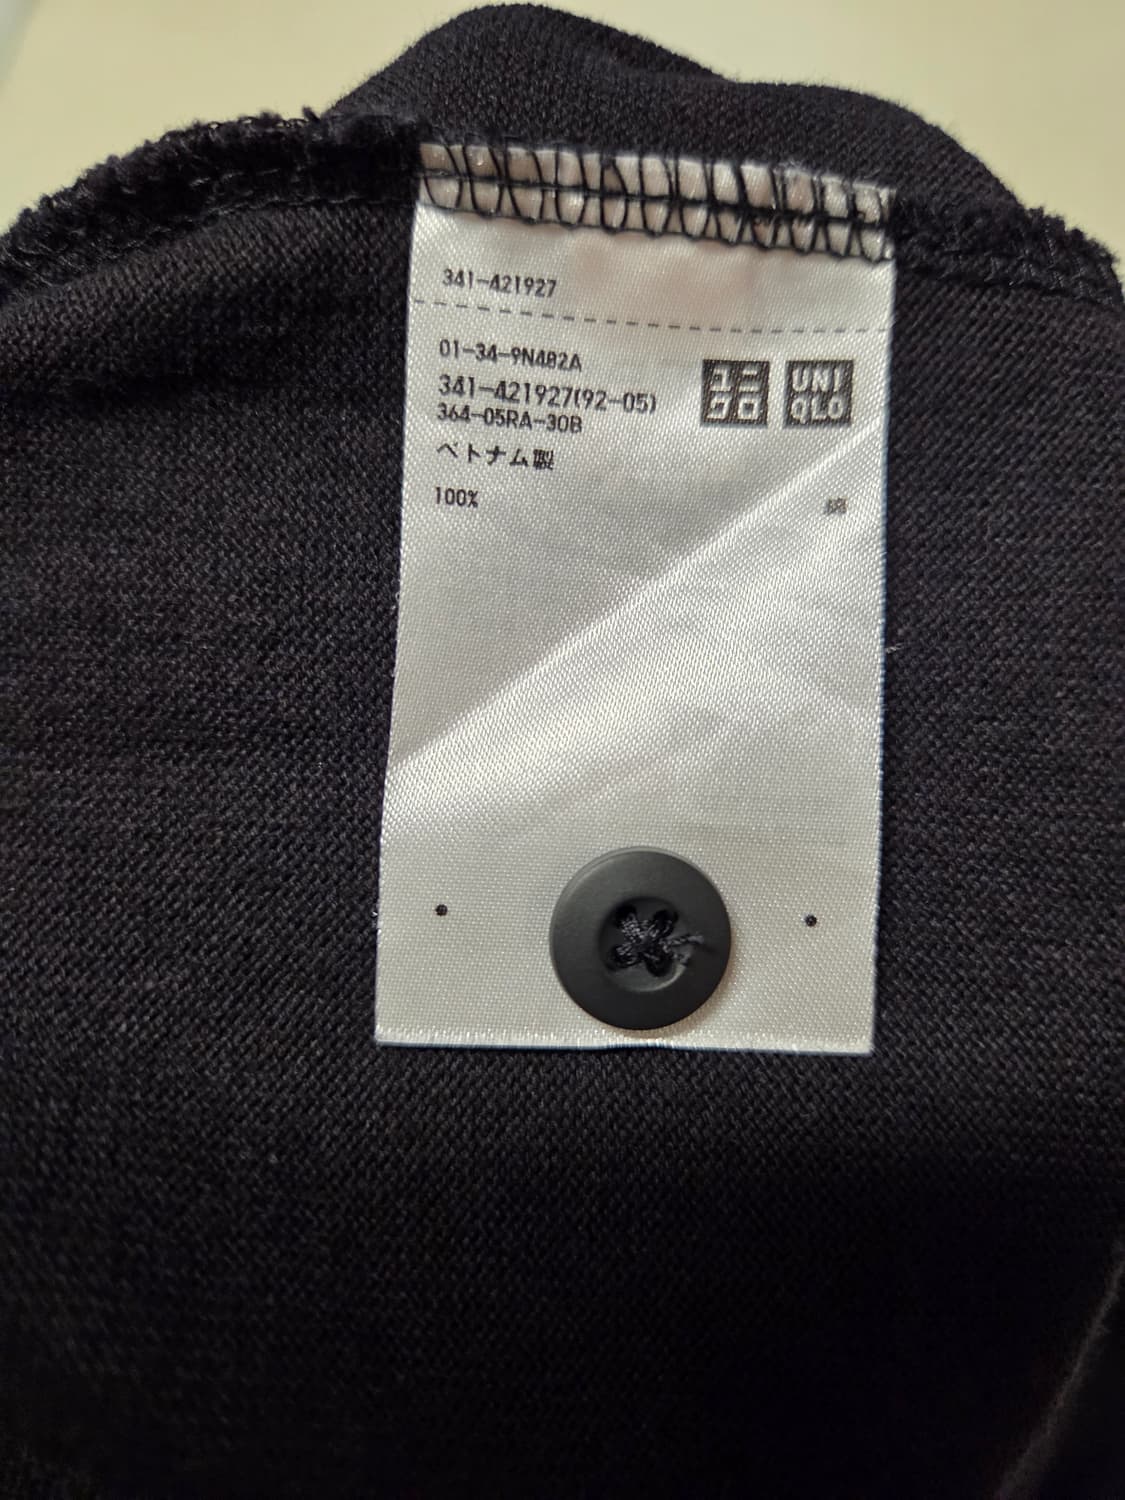 341-421927
01-34-9N482A
341-421927(92-05)
364-05RA-30B
ユニ
クロ
UNI
QLO
ベトナム製
100% 綿